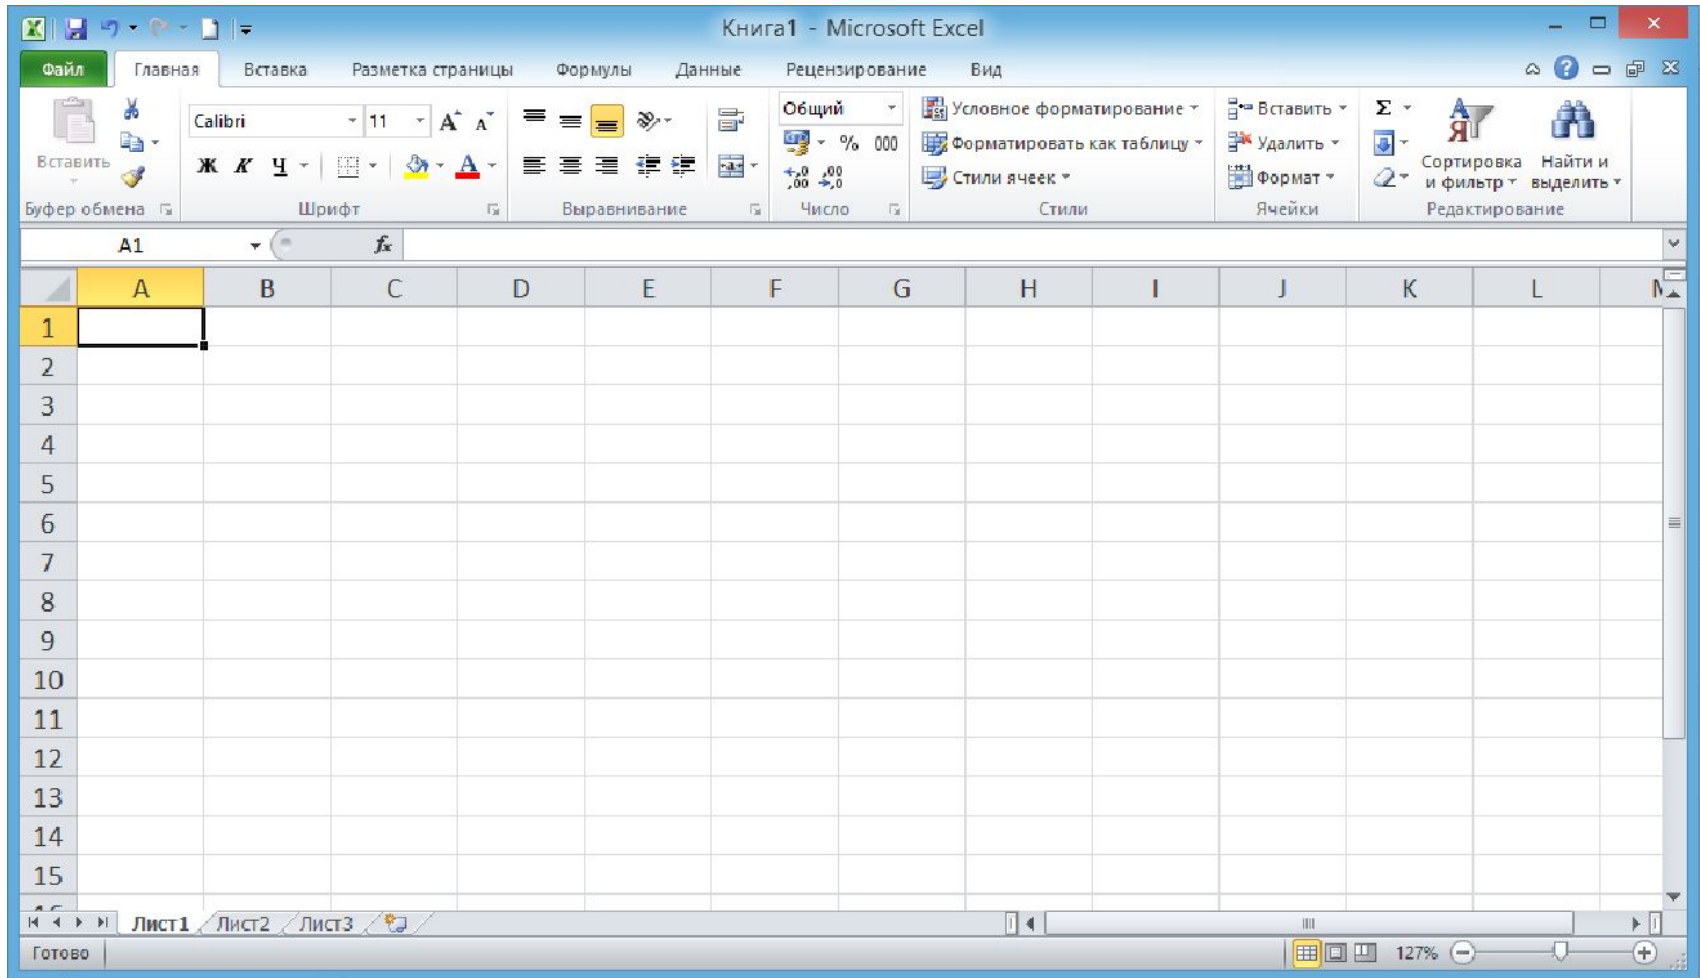 Книга1 - Microsoft Excel
Файл Главная Вставка Разметка страницы Формулы Данные Рецензирование Вид
Calibri 11 Общий Условное форматирование Вставить Σ
% 000 Форматировать как таблицу Удалить
Вставить Ж К Ч А Стили ячеек Формат Сортировка и фильтр Найти и выделить
Буфер обмена Шрифт Выравнивание Число Стили Ячейки Редактирование
A1 fx
A B C D E F G H I J K L
1
2
3
4
5
6
7
8
9
10
11
12
13
14
15
Лист1 Лист2 Лист3
Готово 127%